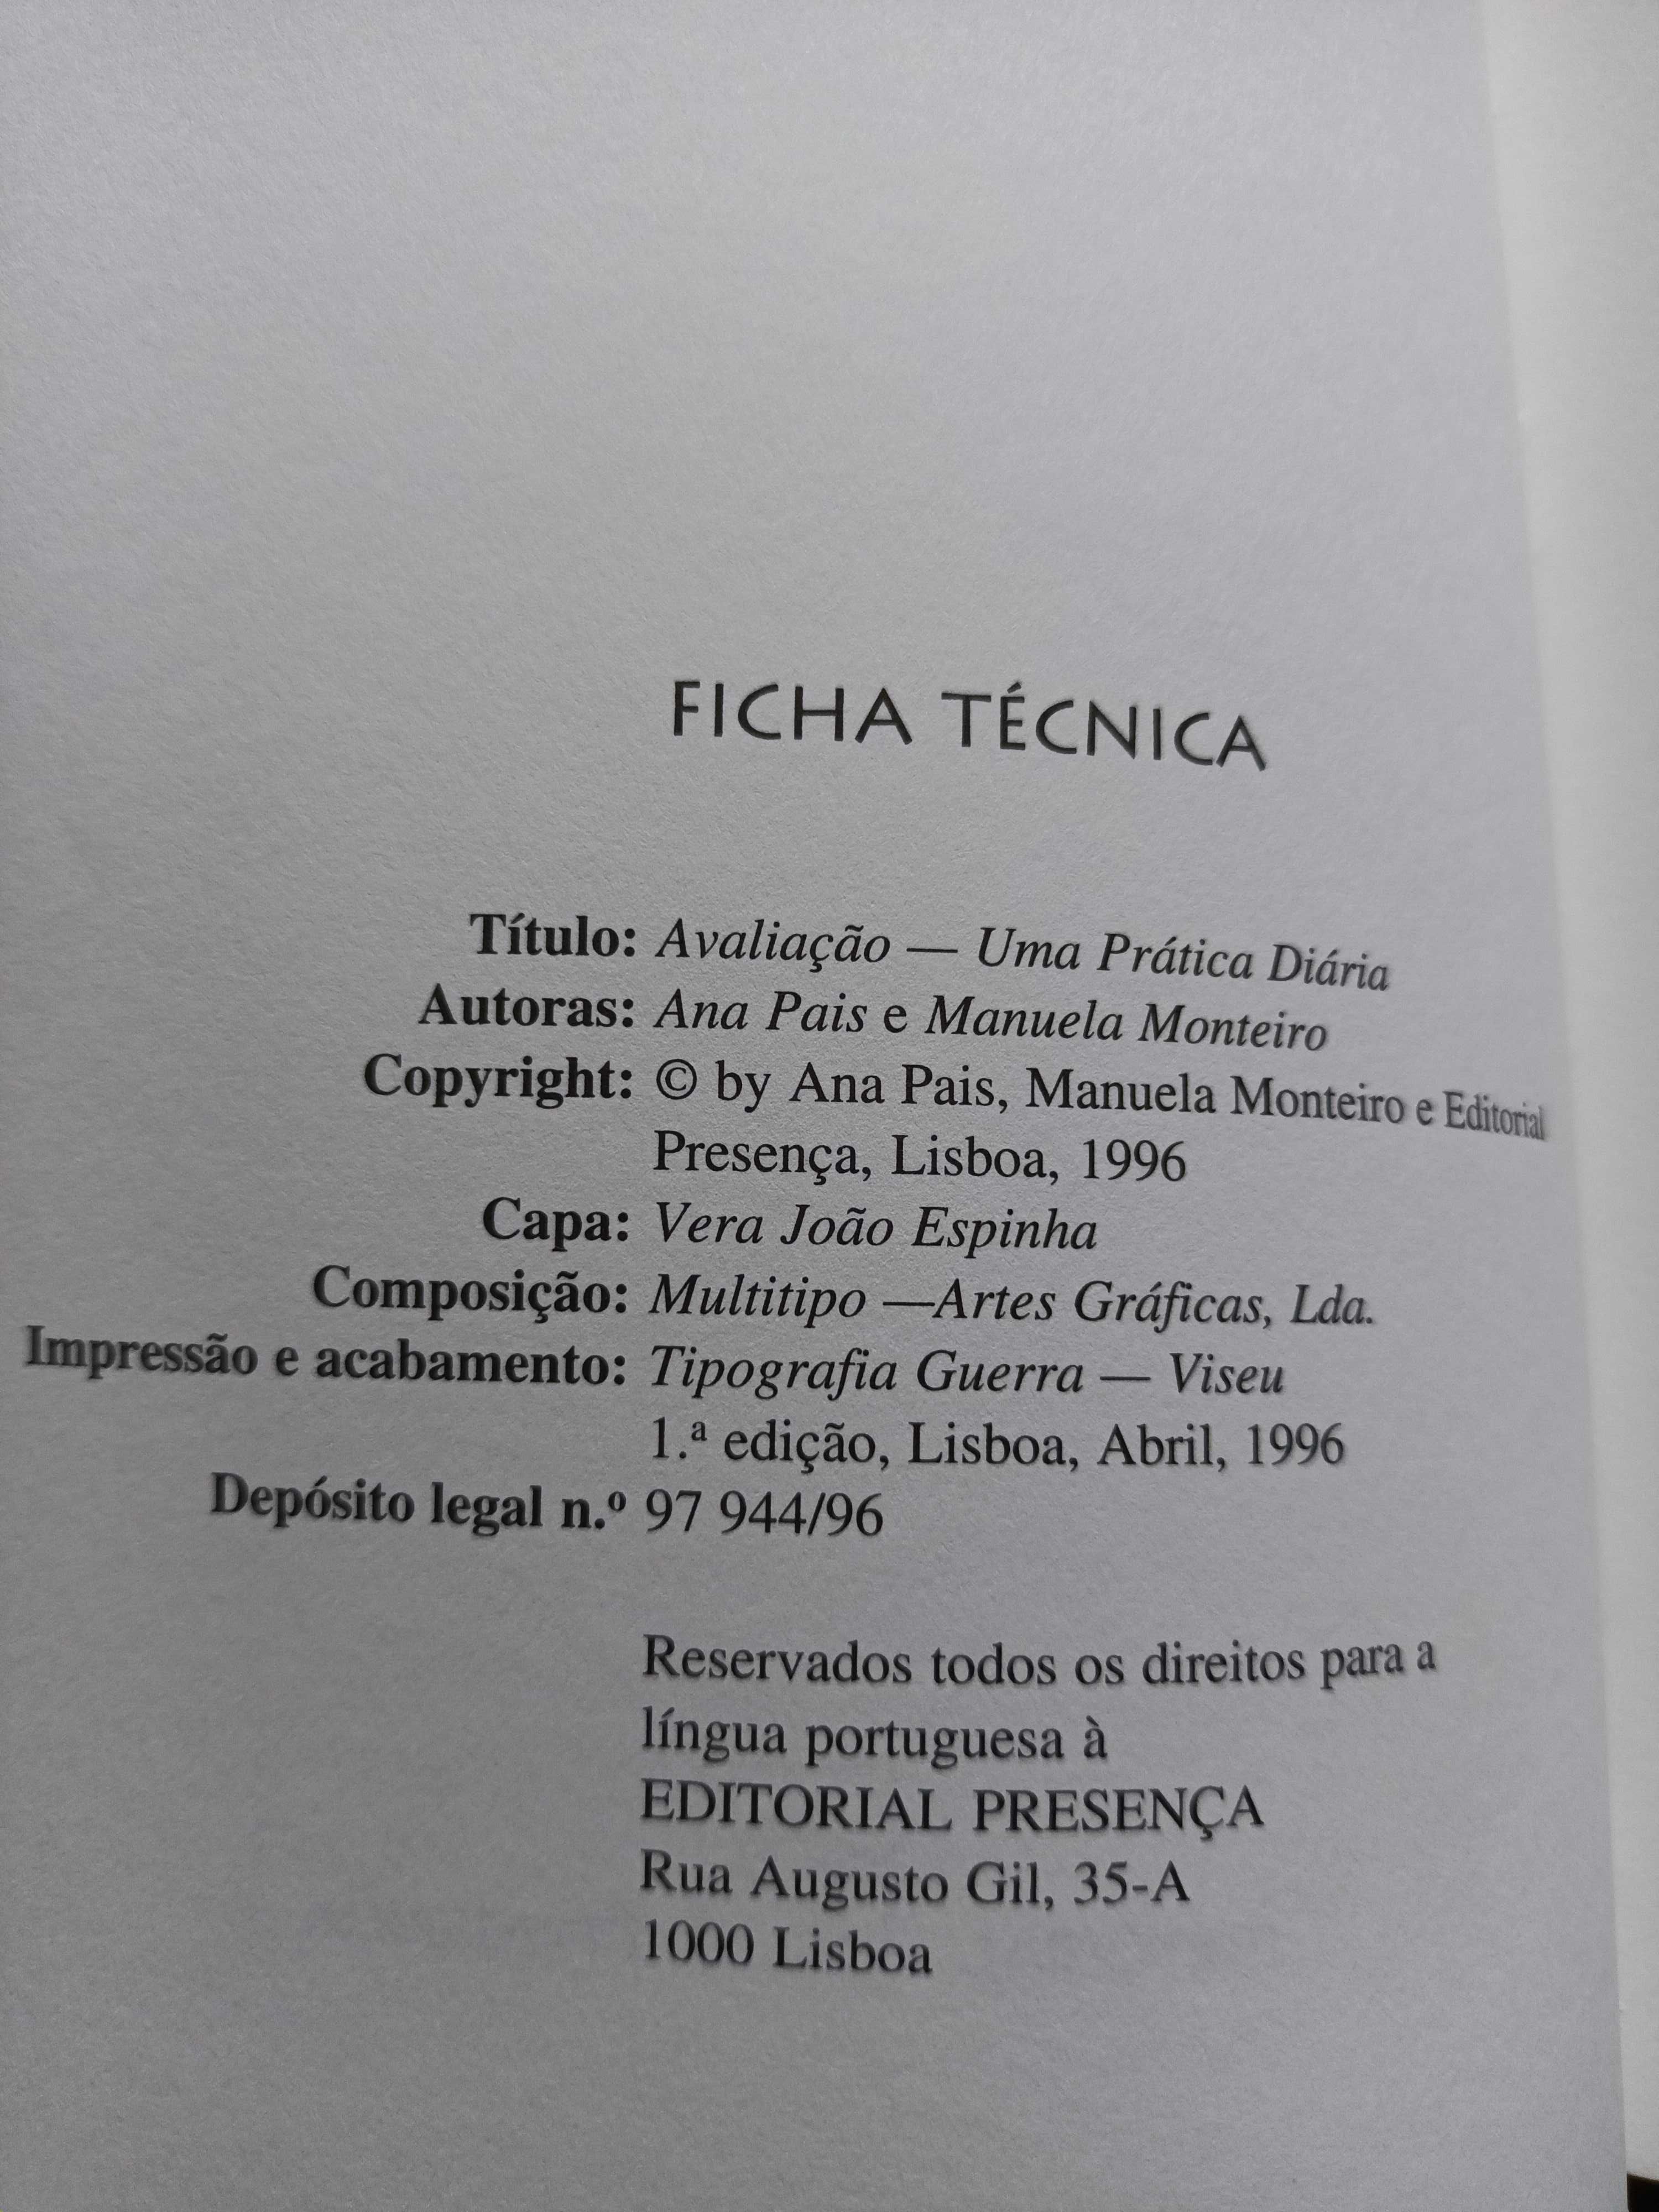 FICHA TÉCNICA
Título: Avaliação — Uma Prática Diária
Autoras: Ana Pais e Manuela Monteiro
Copyright: © by Ana Pais, Manuela Monteiro e Editorial
Presença, Lisboa, 1996
Capa: Vera João Espinha
Composição: Multitipo —Artes Gráficas, Lda.
Impressão e acabamento: Tipografia Guerra — Viseu
1.ª edição, Lisboa, Abril, 1996
Depósito legal n.º 97 944/96
Reservados todos os direitos para a
língua portuguesa à
EDITORIAL PRESENÇA
Rua Augusto Gil, 35-A
1000 Lisboa